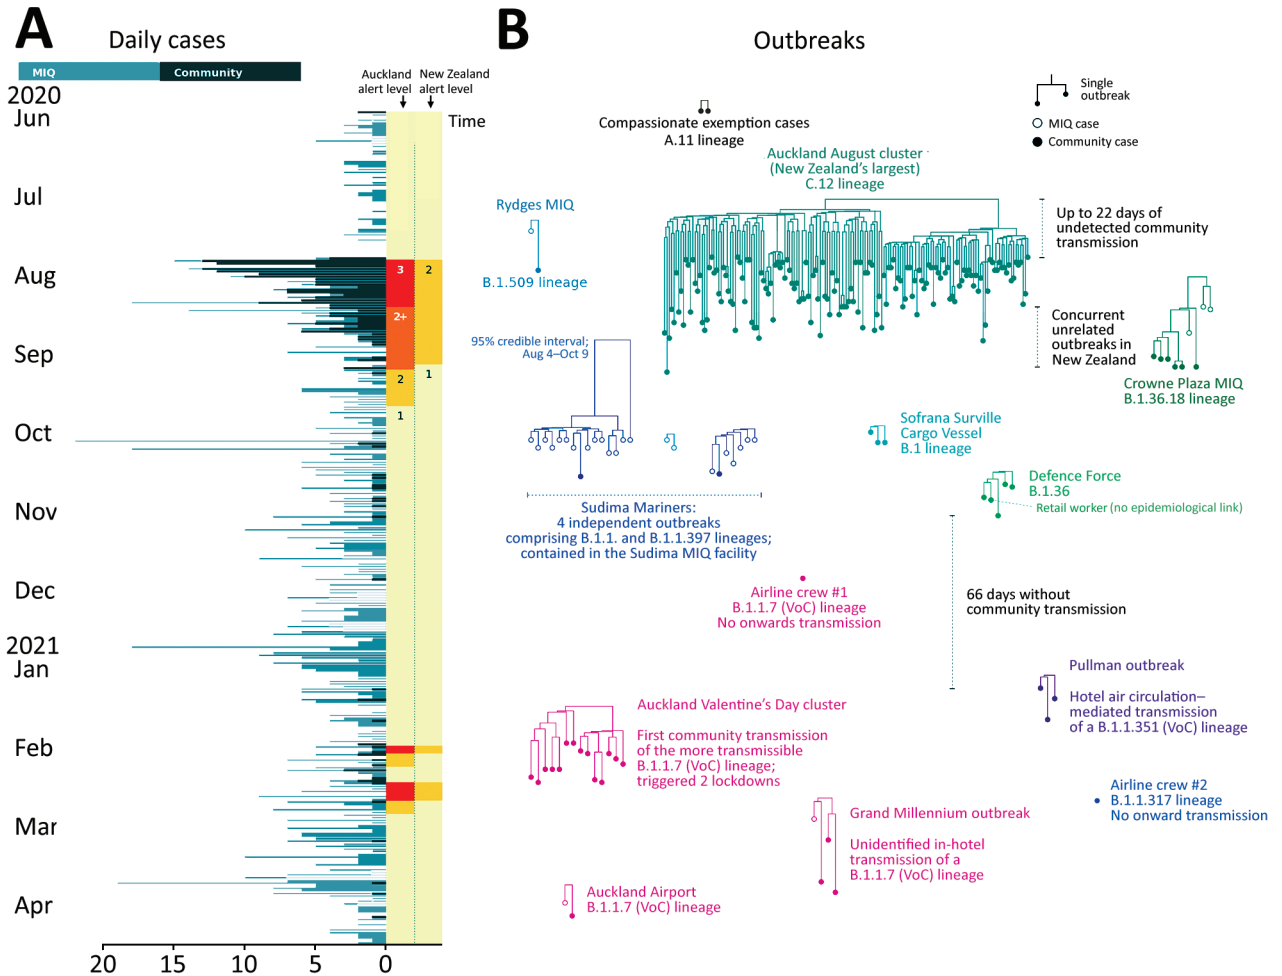 A
Daily cases
MIQ
Community
Auckland
alert level
New Zealand
alert level
2020
Jun
Time
Jul
Aug
3
2
2+
Sep
2
1
1
Oct
Nov
Dec
2021
Jan
Feb
Mar
Apr
20 15 10 5 0
B
Outbreaks
Single
outbreak
MIQ case
Community case
Compassionate exemption cases
A.11 lineage
Auckland August cluster
(New Zealand's largest)
C.12 lineage
Rydges MIQ
B.1.509 lineage
Up to 22 days of
undetected community
transmission
Concurrent
unrelated
outbreaks in
New Zealand
95% credible interval;
Aug 4–Oct 9
Crowne Plaza MIQ
B.1.36.18 lineage
Sofrana Surville
Cargo Vessel
B.1 lineage
Defence Force
B.1.36
Retail worker (no epidemiological link)
Sudima Mariners:
4 independent outbreaks
comprising B.1.1. and B.1.1.397 lineages;
contained in the Sudima MIQ facility
Airline crew #1
B.1.1.7 (VoC) lineage
No onwards transmission
66 days without
community transmission
Pullman outbreak
Hotel air circulation–
mediated transmission
of a B.1.1.351 (VoC) lineage
Auckland Valentine's Day cluster
First community transmission
of the more transmissible
B.1.1.7 (VoC) lineage;
triggered 2 lockdowns
Airline crew #2
B.1.1.317 lineage
No onward transmission
Grand Millennium outbreak
Unidentified in-hotel
transmission of a
B.1.1.7 (VoC) lineage
Auckland Airport
B.1.1.7 (VoC) lineage